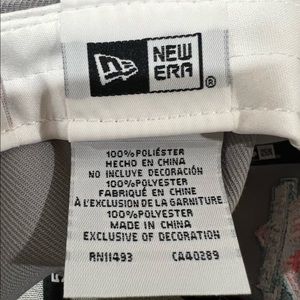 NEW
ERA
®
100%POLIÉSTER
HECHO EN CHINA
NO INCLUYE DECORACIÓN
100%POLYESTER
FABRIQUÉ EN CHINE
À L'EXCLUSION DE LA GARNITURE
100%POLYESTER
MADE IN CHINA
EXCLUSIVE OF DECORATION
RN11493 CA40289